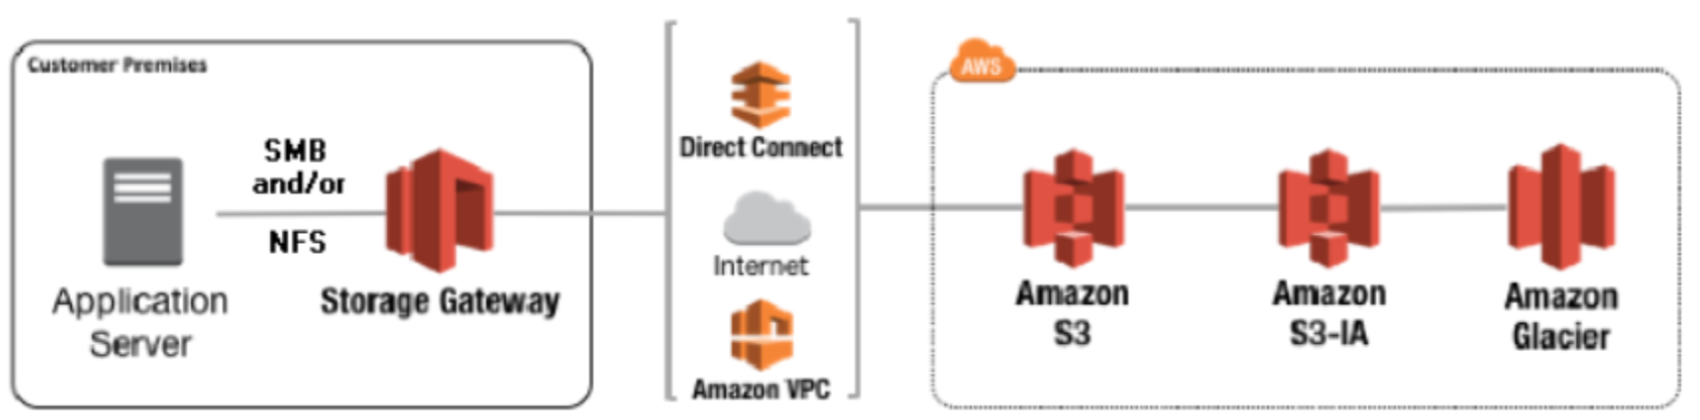 Customer Premises
SMB
and/or
NFS
Application
Server
Storage Gateway
Direct Connect
Internet
Amazon VPC
AWS
Amazon
S3
Amazon
S3-IA
Amazon
Glacier